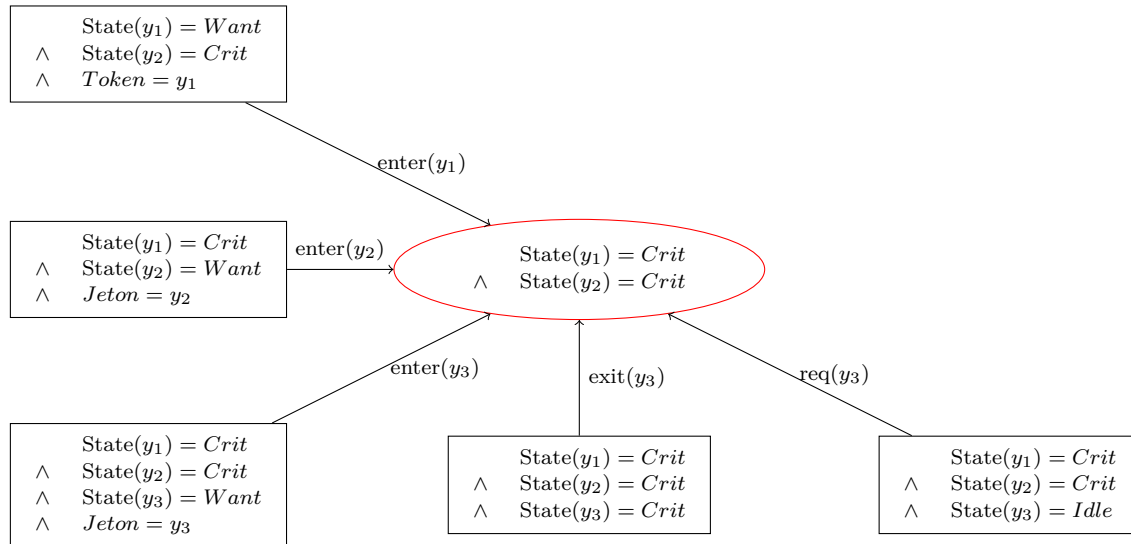 State(y₁) = Want
∧ State(y₂) = Crit
∧ Token = y₁
enter(y₁)
State(y₁) = Crit
∧ State(y₂) = Want
∧ Jeton = y₂
enter(y₂)
State(y₁) = Crit
∧ State(y₂) = Crit
enter(y₃)
exit(y₃)
req(y₃)
State(y₁) = Crit
∧ State(y₂) = Crit
∧ State(y₃) = Want
∧ Jeton = y₃
State(y₁) = Crit
∧ State(y₂) = Crit
∧ State(y₃) = Crit
State(y₁) = Crit
∧ State(y₂) = Crit
∧ State(y₃) = Idle